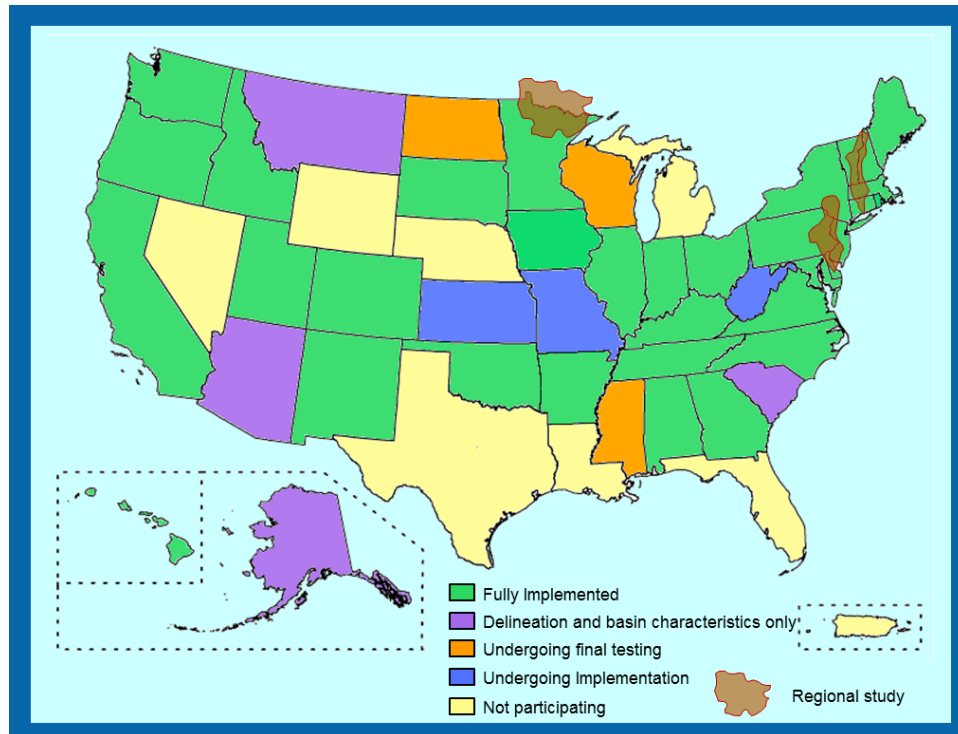 Fully Implemented
Delineation and basin characteristics only
Undergoing final testing
Undergoing Implementation
Not participating
Regional study